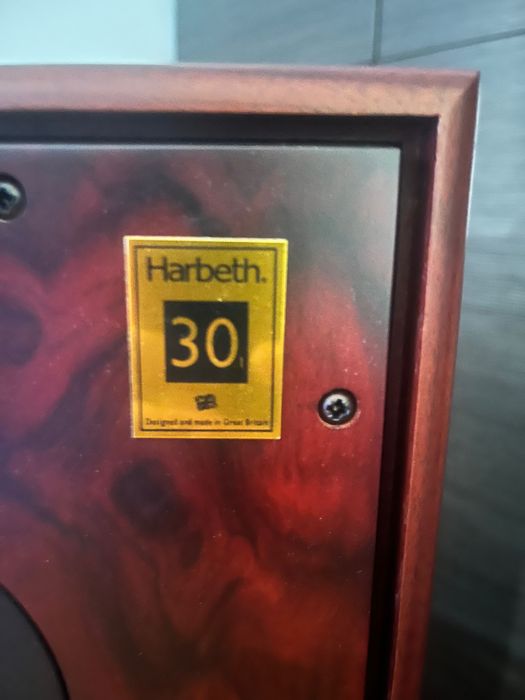 Harbeth.
30.1
Designed and made in Great Britain